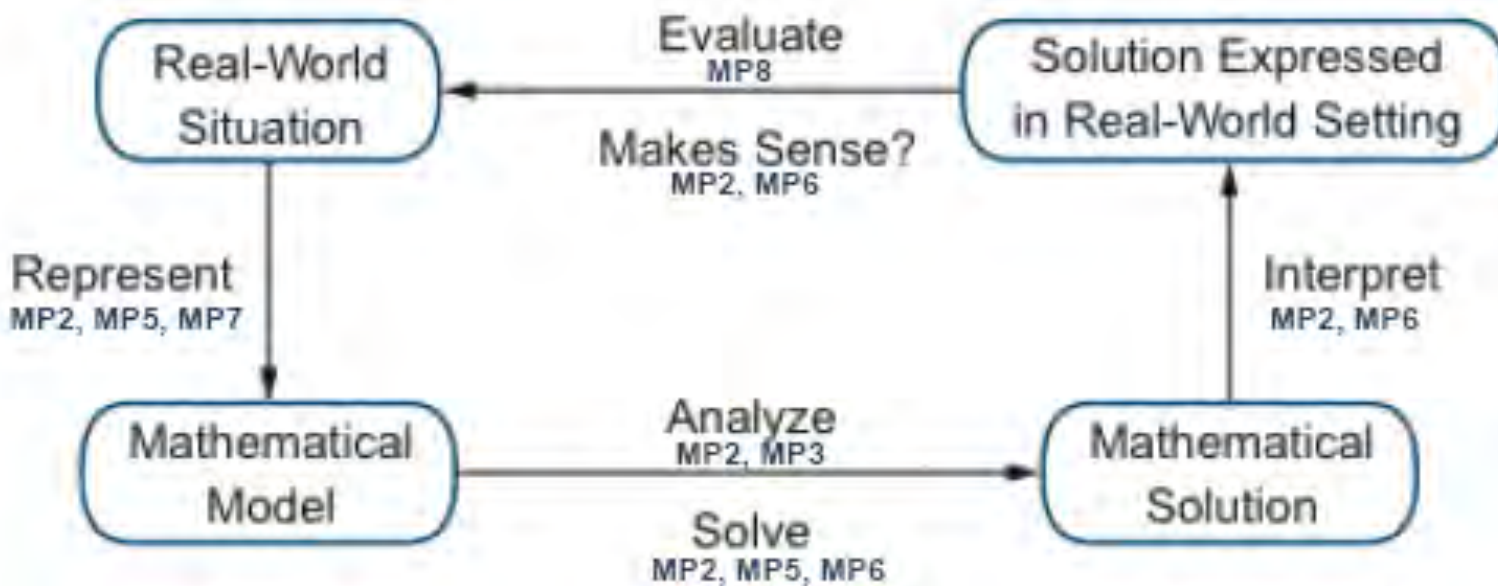 Real-World
Situation
Evaluate
MP8
Makes Sense?
MP2, MP6
Solution Expressed
in Real-World Setting
Represent
MP2, MP5, MP7
Interpret
MP2, MP6
Mathematical
Model
Analyze
MP2, MP3
Solve
MP2, MP5, MP6
Mathematical
Solution